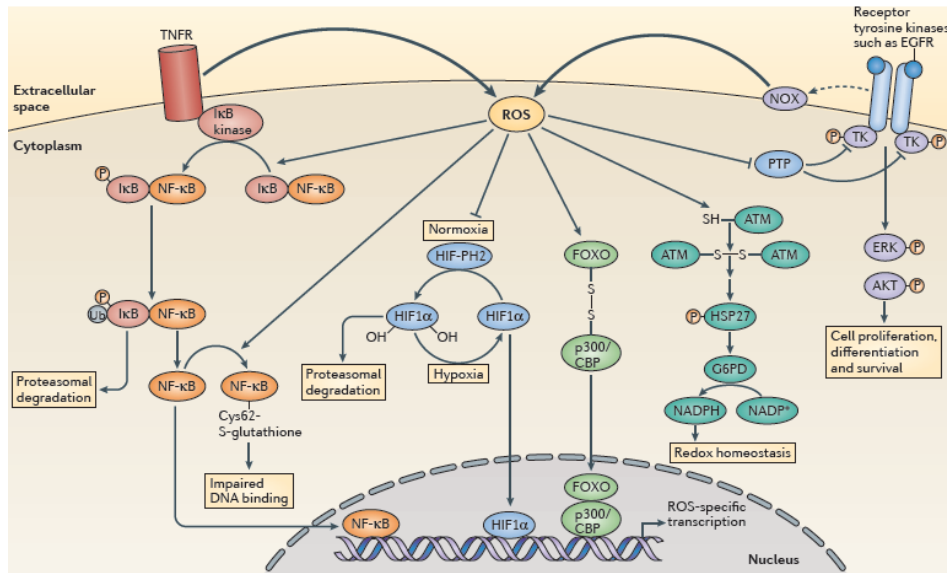 TNFR
Receptor
tyrosine kinases
such as EGFR
Extracellular
space
Cytoplasm
IκB
kinase
ROS
NOX
P
TK
TK
P
PTP
P
IκB
NF-κB
IκB
NF-κB
Normoxia
HIF-PH2
FOXO
SH
ATM
ATM
S
S
ATM
ERK
P
AKT
P
P
Ub
IκB
NF-κB
HIF1α
OH
OH
HIF1α
S
S
P
HSP27
Cell proliferation,
differentiation
and survival
Proteasomal
degradation
NF-κB
NF-κB
Cys62-
S-glutathione
Proteasomal
degradation
Hypoxia
p300/
CBP
G6PD
NADPH
NADP⁺
Redox homeostasis
Impaired
DNA binding
FOXO
p300/
CBP
NF-κB
HIF1α
ROS-specific
transcription
Nucleus